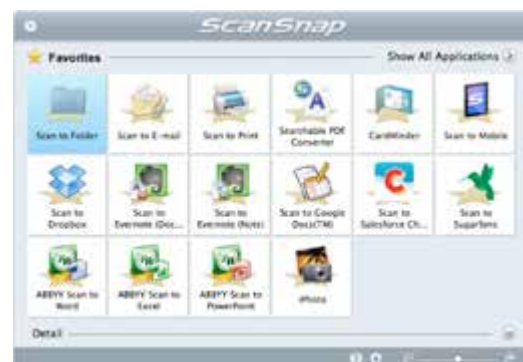 ScanSnap
Favorites
Show All Applications
Scan to Folder
Scan to E-mail
Scan to Print
Searchable PDF
Converter
CardMinder
Scan to Mobile
Scan to
Dropbox
Scan to
Evernote (Doc...
Scan to
Evernote (Note)
Scan to Google
Docs(TM)
Scan to
Salesforce Ch...
Scan to
SugarSync
ABBYY Scan to
Word
ABBYY Scan to
Excel
ABBYY Scan to
PowerPoint
iPhoto
Detail